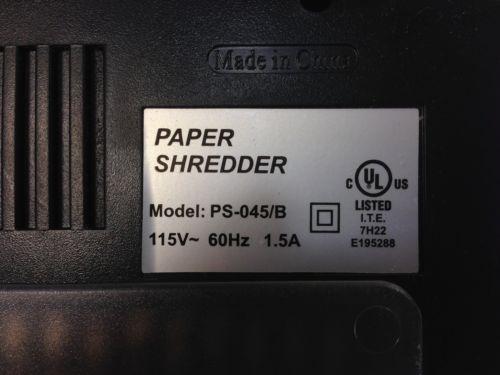 Made in China
PAPER
SHREDDER
Model: PS-045/B
115V~ 60Hz 1.5A
C UL US
LISTED
I.T.E.
7H22
E195288